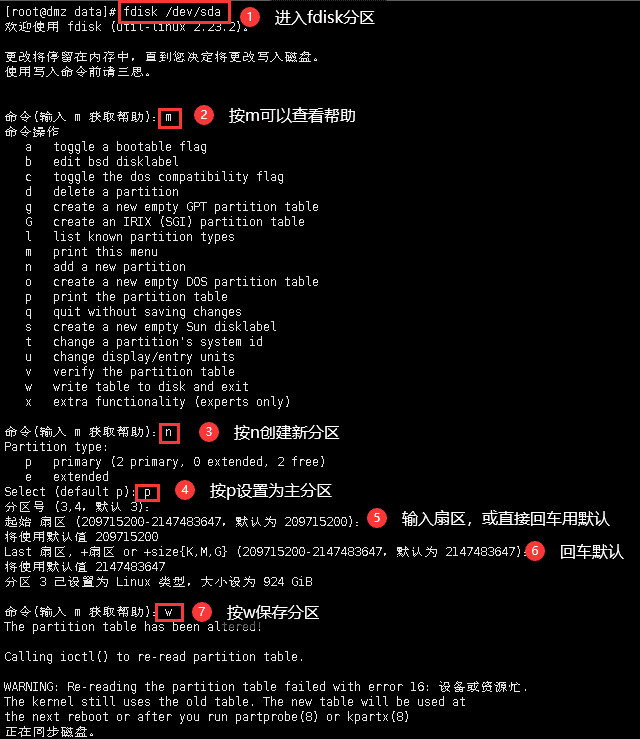 [root@dmz data]# fdisk /dev/sda 1 进入fdisk分区
欢迎使用 fdisk (util-linux 2.23.2)。
更改将停留在内存中，直到您决定将更改写入磁盘。
使用写入命令前请三思。
命令(输入 m 获取帮助)：m 2 按m可以查看帮助
命令操作
a toggle a bootable flag
b edit bsd disklabel
c toggle the dos compatibility flag
d delete a partition
g create a new empty GPT partition table
G create an IRIX (SGI) partition table
l list known partition types
m print this menu
n add a new partition
o create a new empty DOS partition table
p print the partition table
q quit without saving changes
s create a new empty Sun disklabel
t change a partition's system id
u change display/entry units
v verify the partition table
w write table to disk and exit
x extra functionality (experts only)
命令(输入 m 获取帮助)：n 3 按n创建新分区
Partition type:
p primary (2 primary, 0 extended, 2 free)
e extended
Select (default p): p 4 按p设置为主分区
分区号 (3,4，默认 3)：
起始 扇区 (209715200-2147483647，默认为 209715200)： 5 输入扇区，或直接回车用默认
将使用默认值 209715200
Last 扇区, +扇区 or +size{K,M,G} (209715200-2147483647，默认为 2147483647)： 6 回车默认
将使用默认值 2147483647
分区 3 已设置为 Linux 类型，大小设为 924 GiB
命令(输入 m 获取帮助)：w 7 按w保存分区
The partition table has been altered!
Calling ioctl() to re-read partition table.
WARNING: Re-reading the partition table failed with error 16: 设备或资源忙.
The kernel still uses the old table. The new table will be used at
the next reboot or after you run partprobe(8) or kpartx(8)
正在同步磁盘。